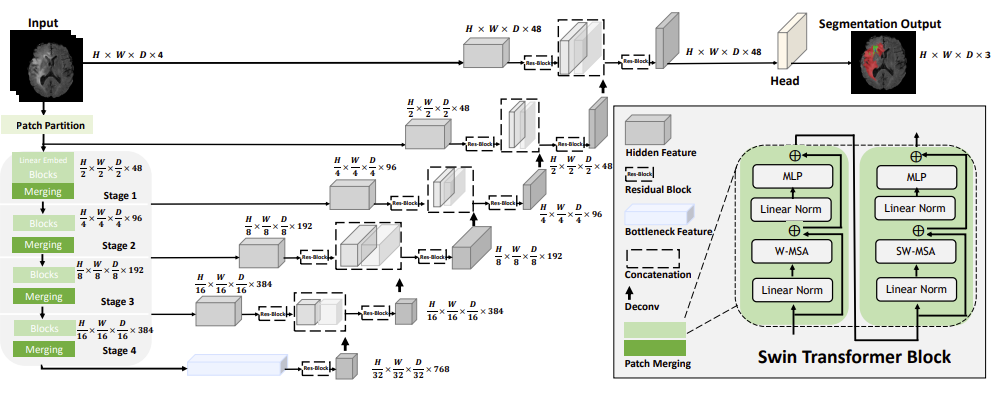 Input
H × W × D × 4
Patch Partition
Linear Embed
Blocks
Merging
H/2 × W/2 × D/2 × 48
Stage 1
Blocks
Merging
H/4 × W/4 × D/4 × 96
Stage 2
Blocks
Merging
H/8 × W/8 × D/8 × 192
Stage 3
Blocks
Merging
H/16 × W/16 × D/16 × 384
Stage 4
H × W × D × 48
Res-Block
Res-Block
H × W × D × 48
Head
Segmentation Output
H × W × D × 3
H/2 × W/2 × D/2 × 48
Res-Block
Res-Block
H/2 × W/2 × D/2 × 48
H/4 × W/4 × D/4 × 96
Res-Block
Res-Block
H/4 × W/4 × D/4 × 96
H/8 × W/8 × D/8 × 192
Res-Block
Res-Block
H/8 × W/8 × D/8 × 192
H/16 × W/16 × D/16 × 384
Res-Block
Res-Block
H/16 × W/16 × D/16 × 384
Res-Block
H/32 × W/32 × D/32 × 768
Hidden Feature
Res-Block
Residual Block
Bottleneck Feature
Concatenation
Deconv
Patch Merging
MLP
Linear Norm
W-MSA
Linear Norm
MLP
Linear Norm
SW-MSA
Linear Norm
Swin Transformer Block